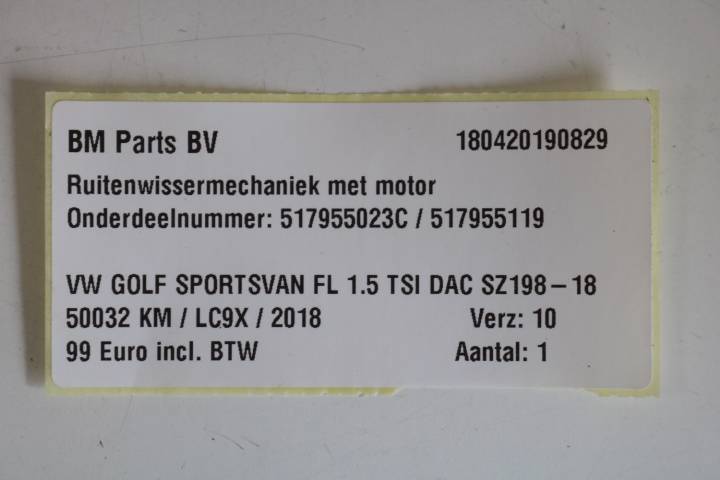 BM Parts BV 180420190829
Ruitenwissermechaniek met motor
Onderdeelnummer: 517955023C / 517955119
VW GOLF SPORTSVAN FL 1.5 TSI DAC SZ198-18
50032 KM / LC9X / 2018 Verz: 10
99 Euro incl. BTW Aantal: 1